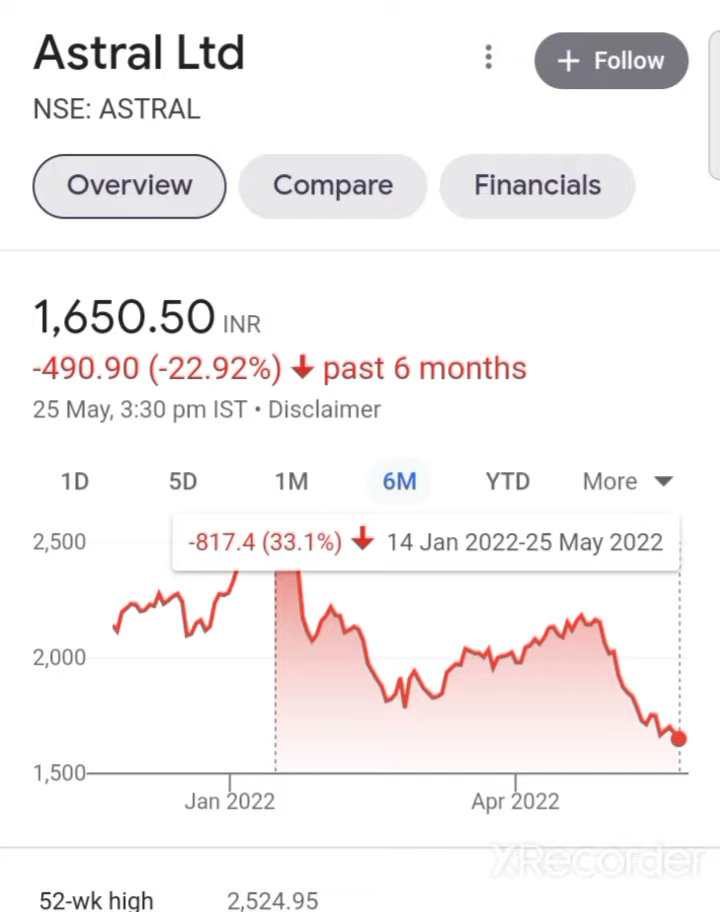 Astral Ltd
+ Follow
NSE: ASTRAL
Overview Compare Financials
1,650.50 INR
-490.90 (-22.92%) ↓ past 6 months
25 May, 3:30 pm IST • Disclaimer
1D 5D 1M 6M YTD More
2,500
-817.4 (33.1%) ↓ 14 Jan 2022-25 May 2022
2,000
1,500
Jan 2022 Apr 2022
XRecorder
52-wk high 2,524.95